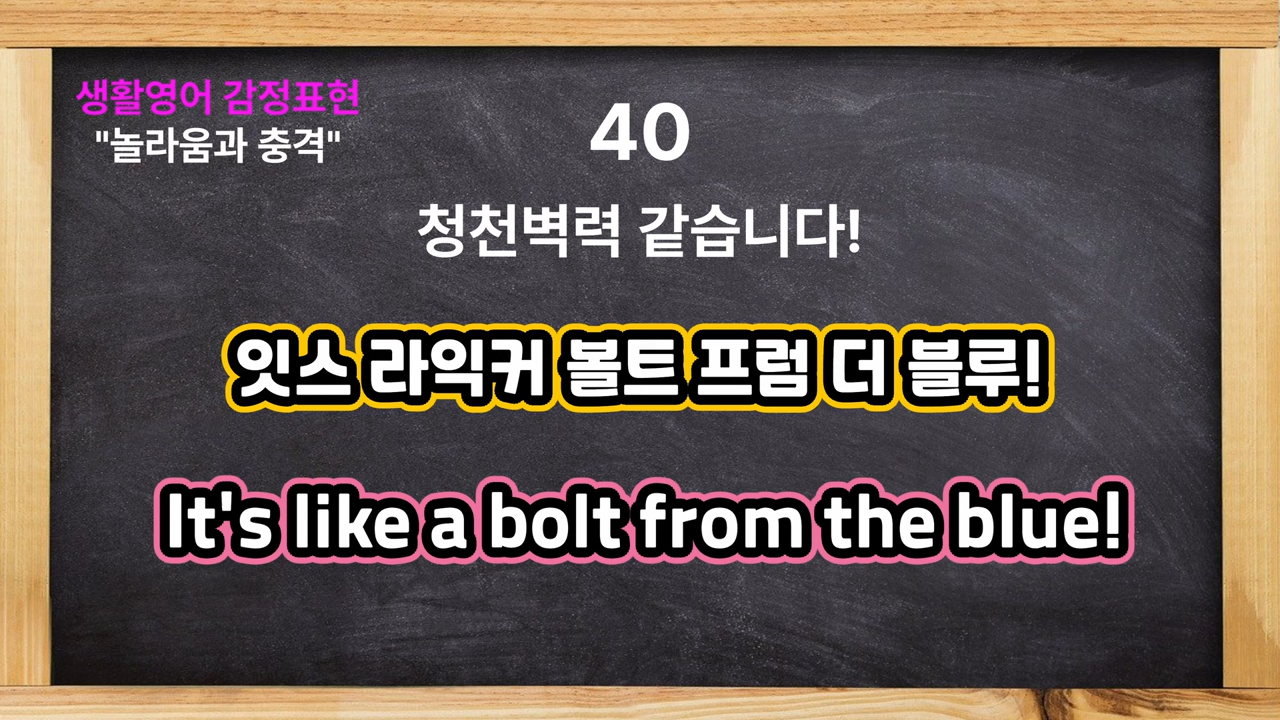 생활영어 감정표현
"놀라움과 충격"
40
청천벽력 같습니다!
잇스 라익커 볼트 프럼 더 블루!
It's like a bolt from the blue!